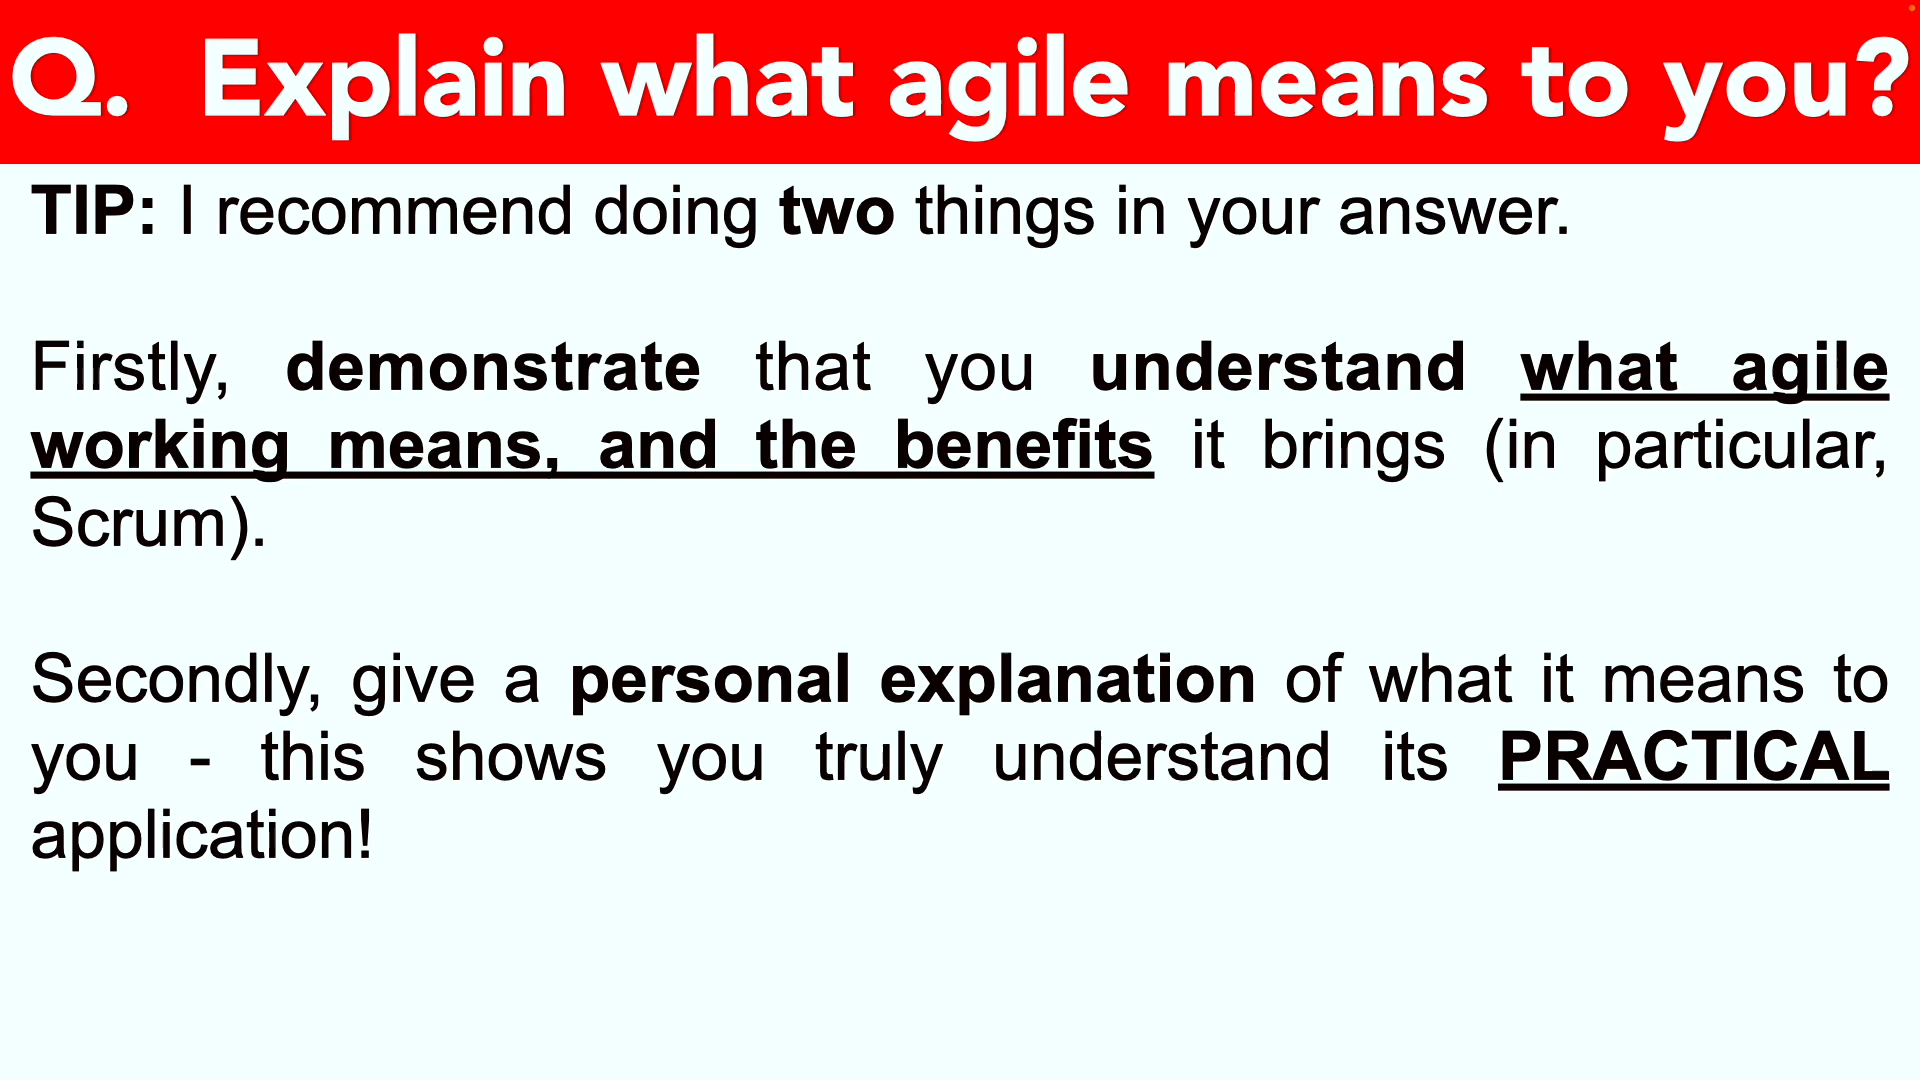 Q. Explain what agile means to you?
TIP: I recommend doing two things in your answer.
Firstly, demonstrate that you understand what agile
working means, and the benefits it brings (in particular,
Scrum).
Secondly, give a personal explanation of what it means to
you - this shows you truly understand its PRACTICAL
application!